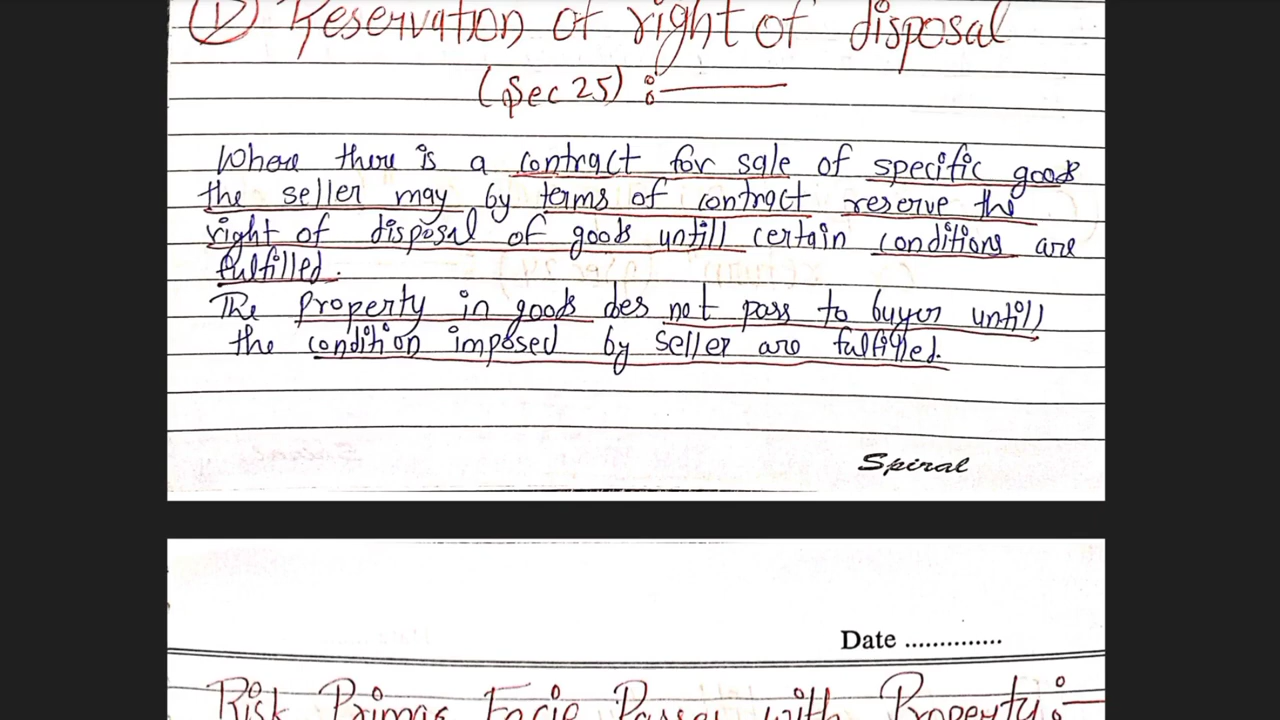 (V) Reservation of right of disposal
(Sec 25) :-
Where there is a contract for sale of specific goods
the seller may by terms of contract reserve the
right of disposal of goods untill certain conditions are
fulfilled.
The Property in goods des not pass to buyer untill
the condition imposed by seller are fulfilled.
Spiral
Date ..............
Risk Primae Facie Passes with Property :-